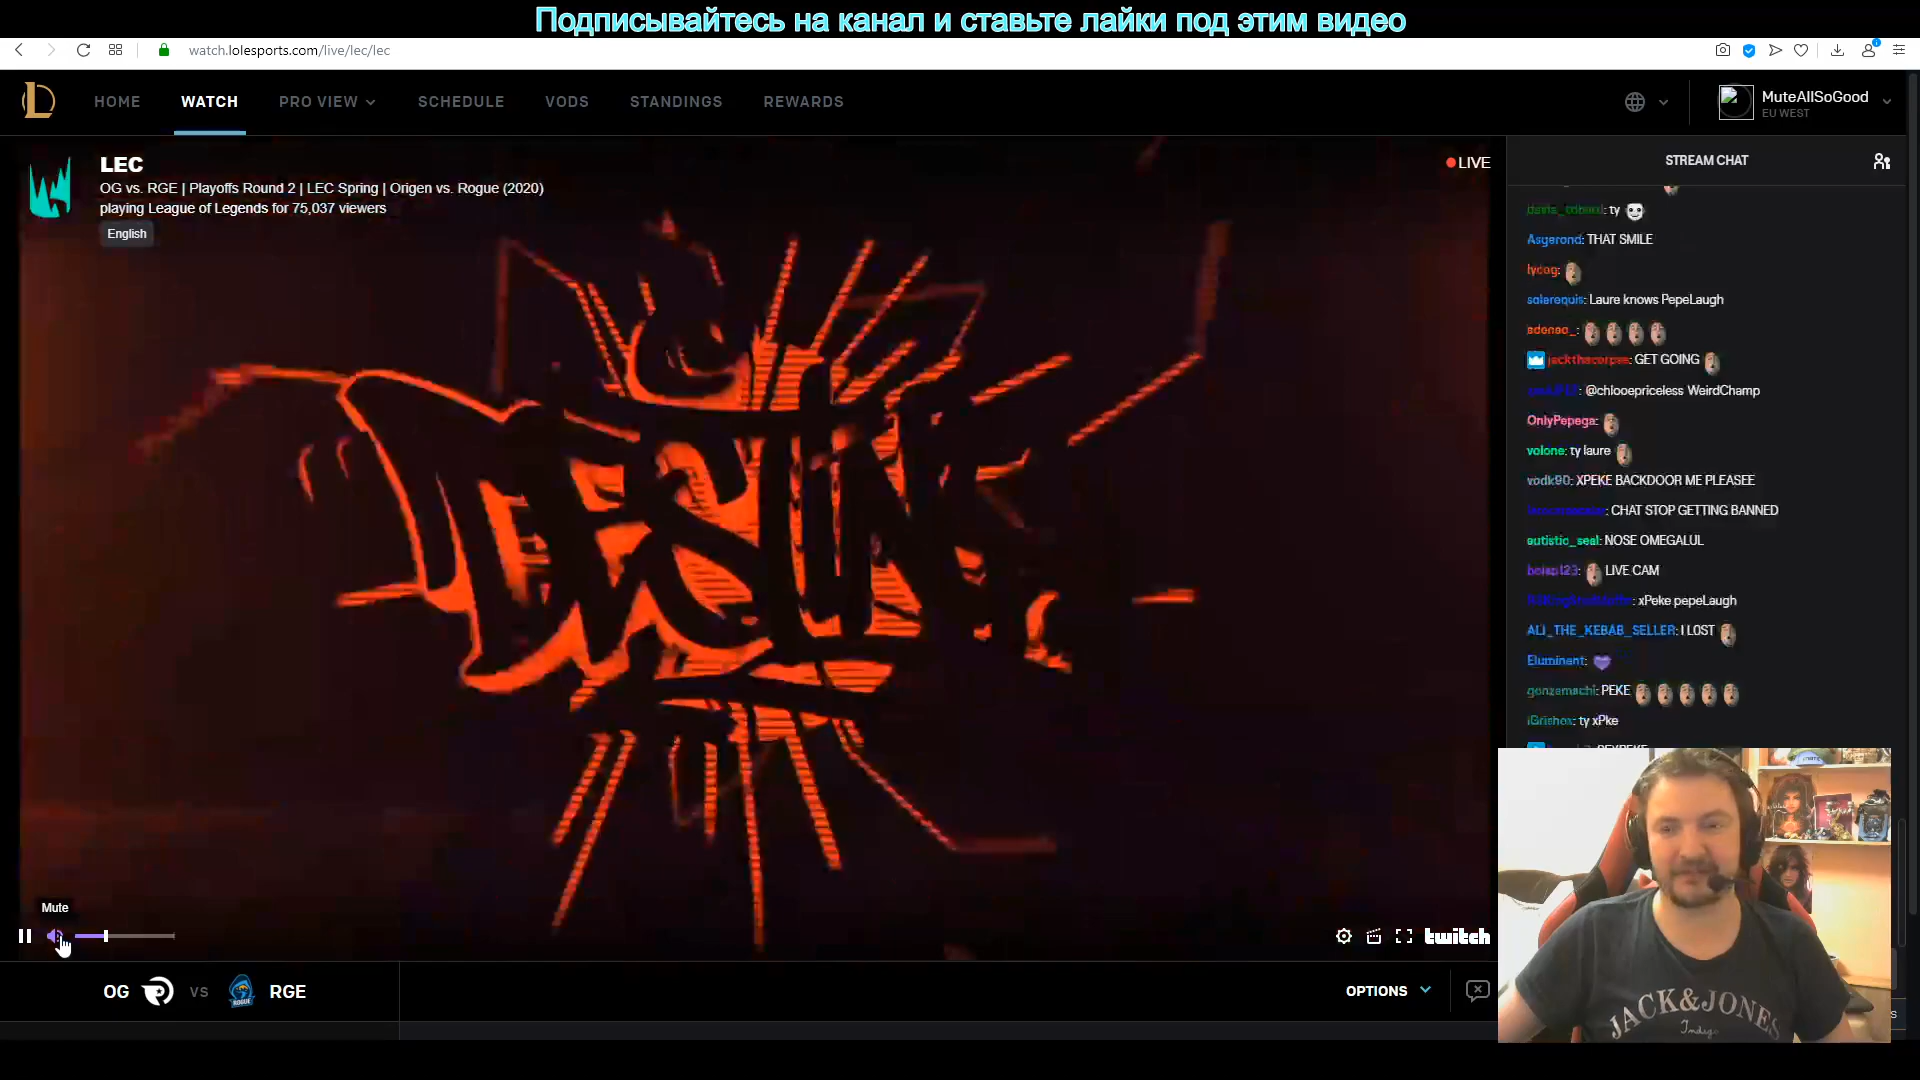 Подписывайтесь на канал и ставьте лайки под этим видео
watch.lolesports.com/live/lec/lec
HOME
WATCH
PRO VIEW
SCHEDULE
VODS
STANDINGS
REWARDS
MuteAllSoGood
EU WEST
LEC
OG vs. RGE | Playoffs Round 2 | LEC Spring | Origen vs. Rogue (2020)
playing League of Legends for 75,037 viewers
English
LIVE
STREAM CHAT
: ty
Asgerond: THAT SMILE
lycog:
solerequis: Laure knows PepeLaugh
edenso_:
jackthecorpse: GET GOING
: @chlooepriceless WeirdChamp
OnlyPepega:
volone: ty laure
vodk90: XPEKE BACKDOOR ME PLEASEE
: CHAT STOP GETTING BANNED
autistic_seal: NOSE OMEGALUL
: LIVE CAM
: xPeke pepeLaugh
ALI_THE_KEBAB_SELLER: I LOST
Eluminant:
gonzamachi: PEKE
: ty xPke
Mute
twitch
OG
VS
ROGUE
RGE
OPTIONS
JACK&JONES
Indigo